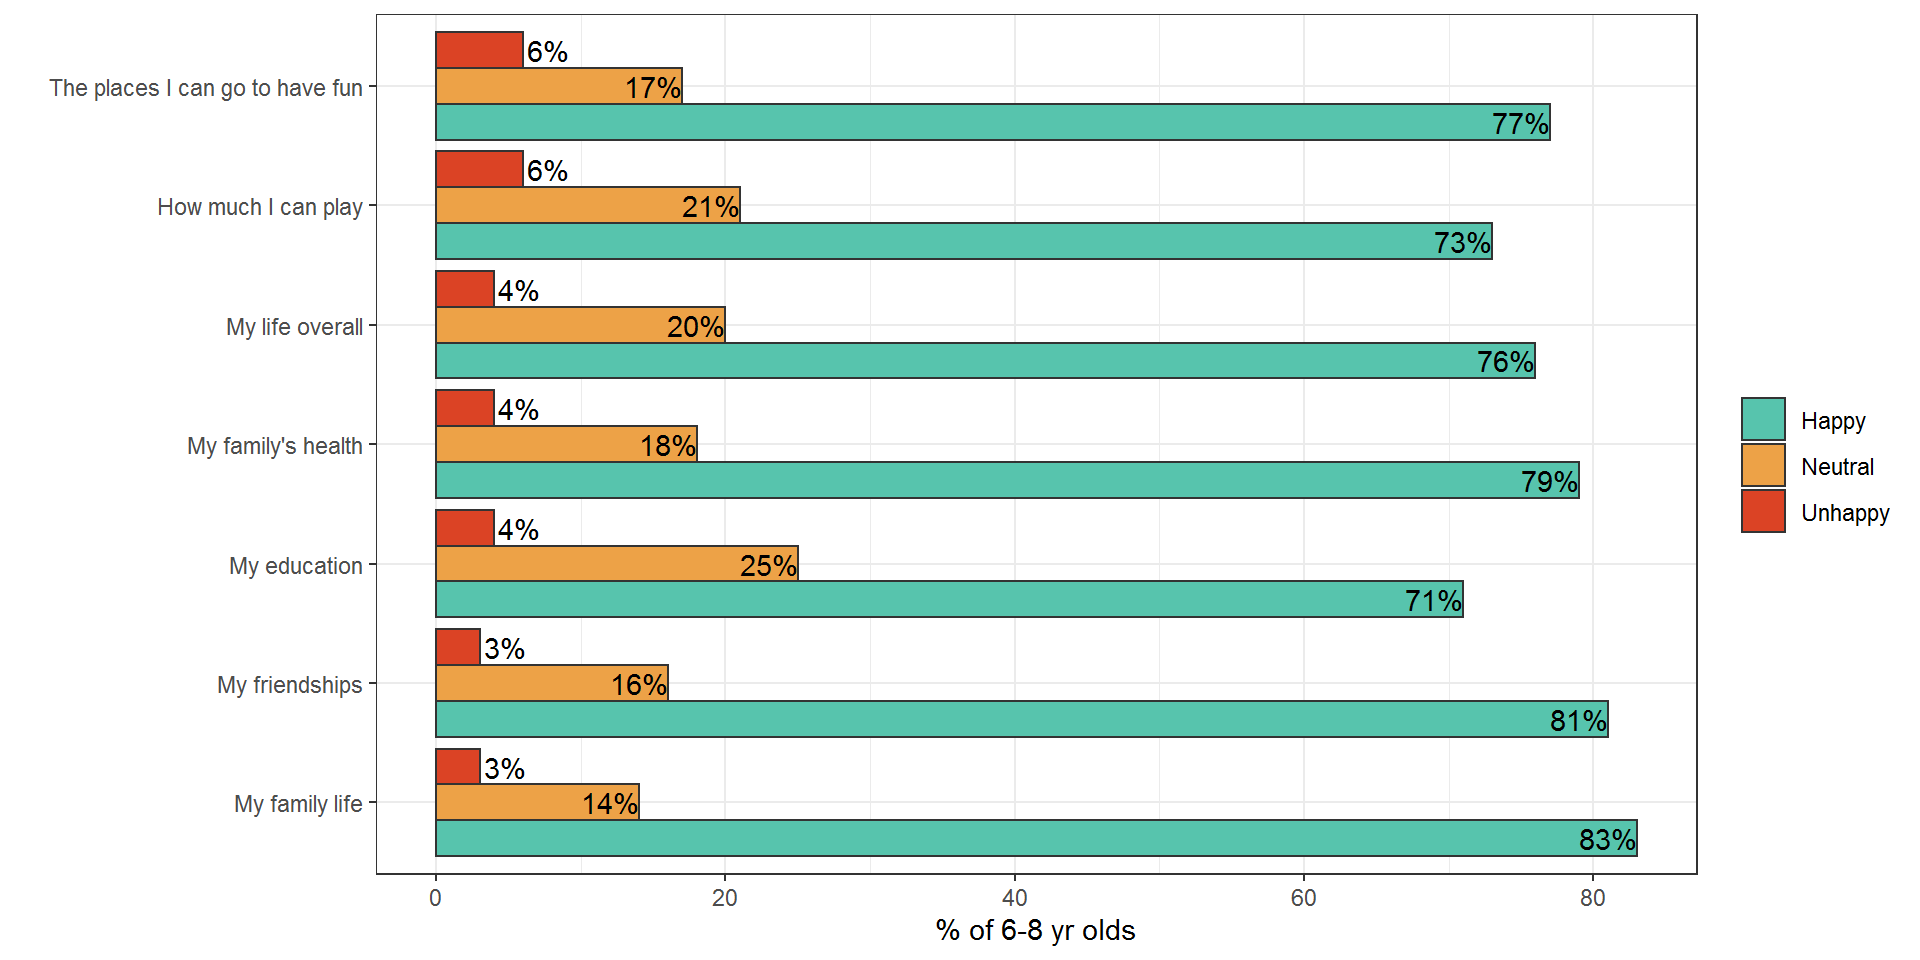 The places I can go to have fun
6%
17%
77%
How much I can play
6%
21%
73%
My life overall
4%
20%
76%
My family's health
4%
18%
79%
My education
4%
25%
71%
My friendships
3%
16%
81%
My family life
3%
14%
83%
0 20 40 60 80
% of 6-8 yr olds
Happy
Neutral
Unhappy